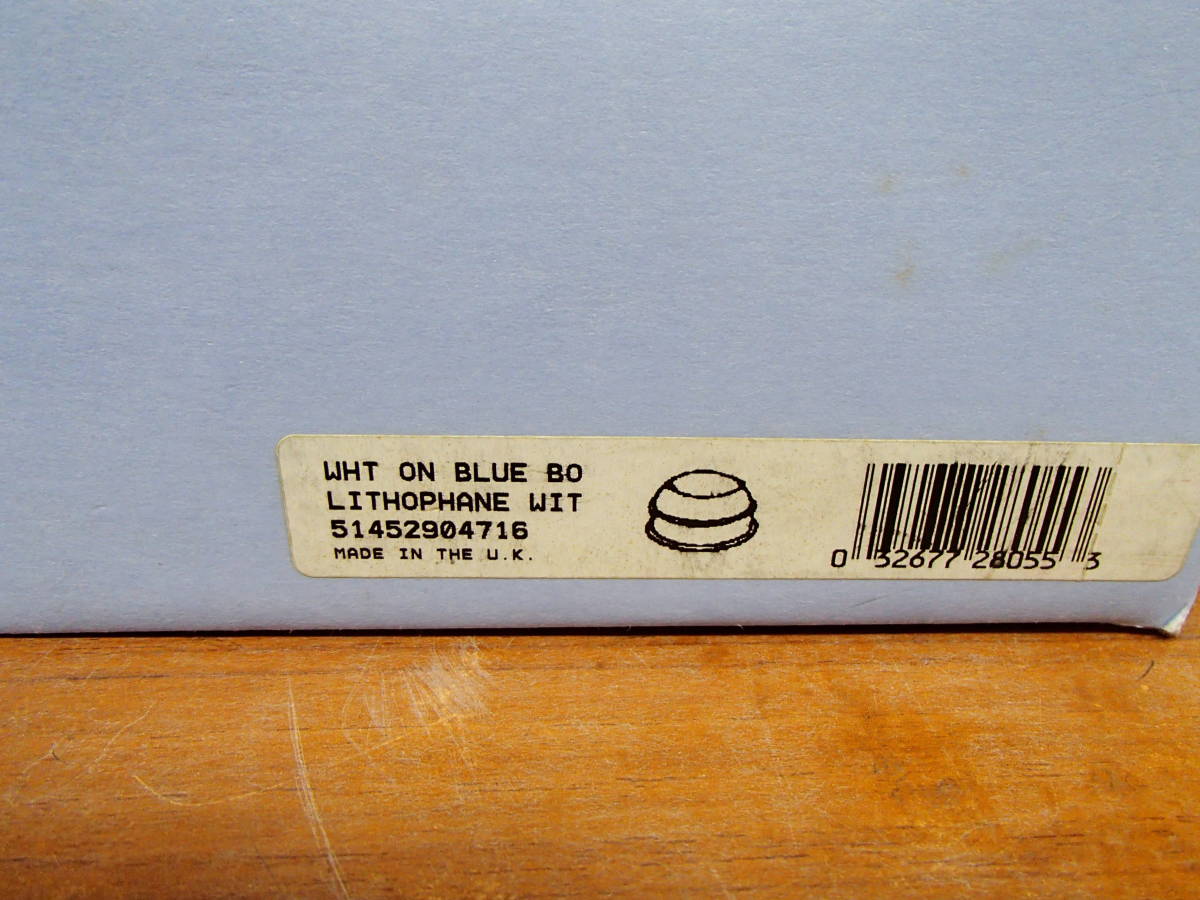 WHT ON BLUE BO
LITHOPHANE WIT
51452904716
MADE IN THE U.K.
0 32677 28055 3